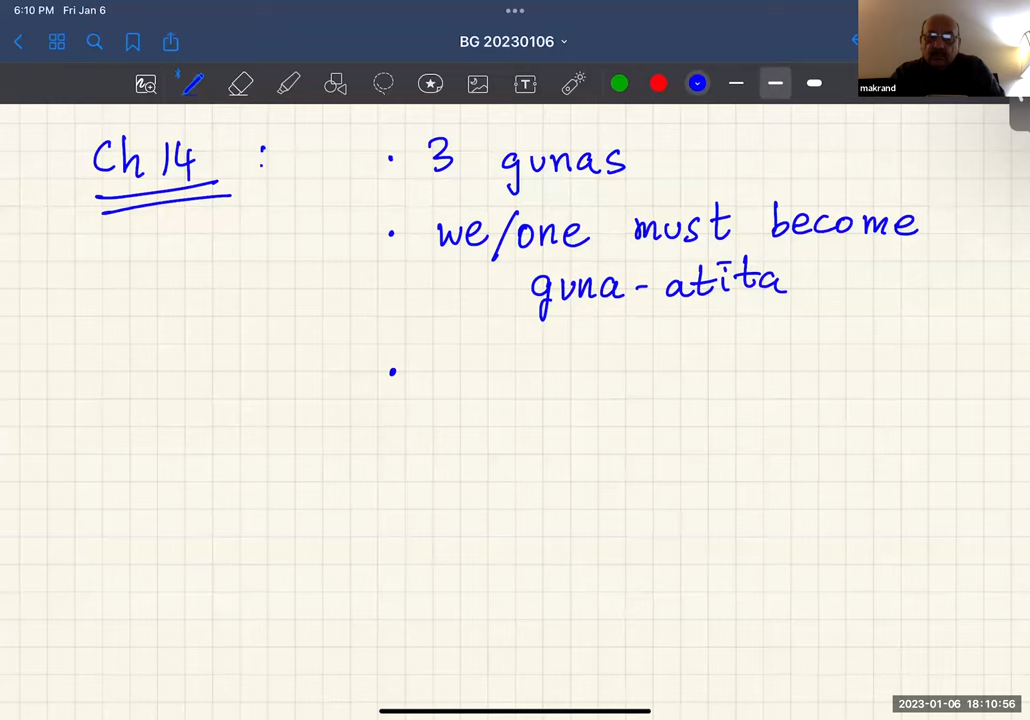 6:10 PM Fri Jan 6
BG 20230106
makrand
Ch 14 : · 3 gunas
· we/one must become
guna - atīta
·
2023-01-06 18:10:56